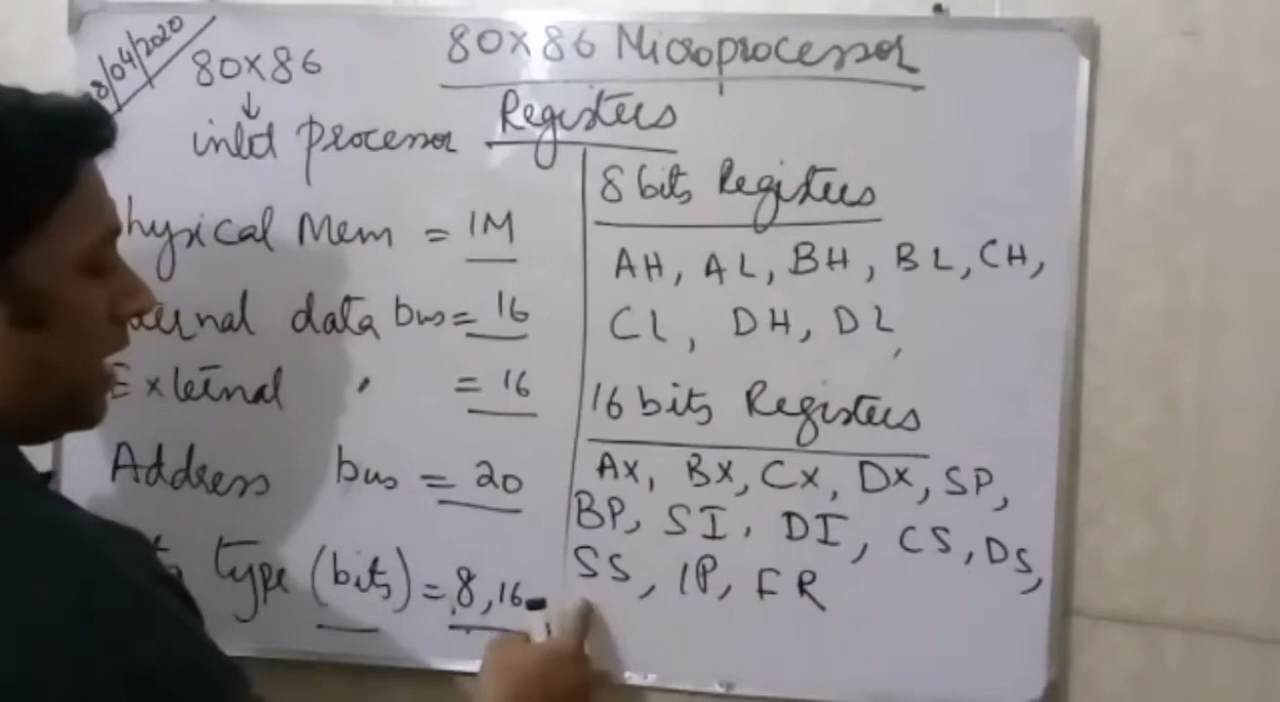 8/04/2020
80x86 Microprocessor
80x86
↓
intel processor
Registers
Physical Mem = 1M
ernal data bus = 16
External " = 16
Address bus = 20
type (bits) = 8,16
8 bits Registers
AH, AL, BH, BL, CH,
CL, DH, DL,
16 bits Registers
AX, BX, CX, DX, SP,
BP, SI, DI, CS, DS,
SS, IP, FR